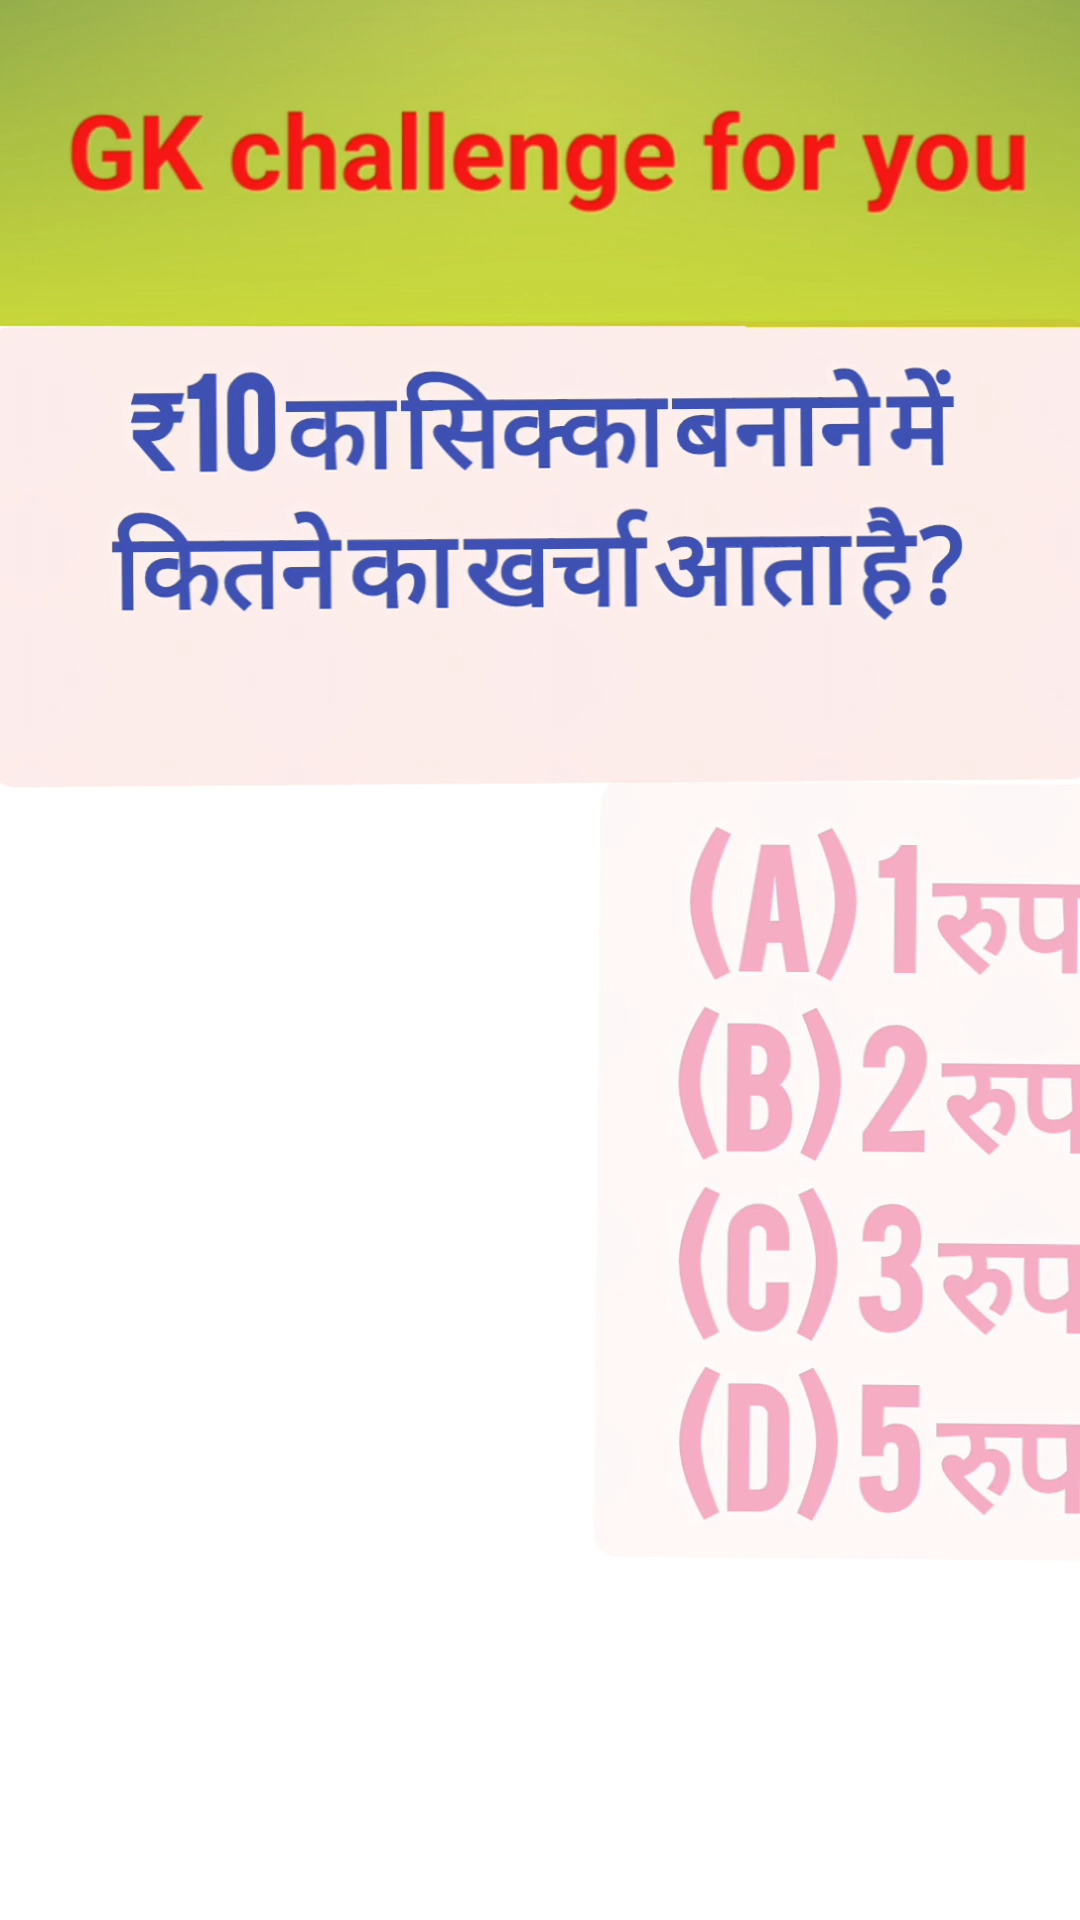 GK challenge for you
₹10 का सिक्का बनाने में
कितने का खर्चा आता है?
(A) 1 रुप
(B) 2 रुप
(C) 3 रुप
(D) 5 रुप